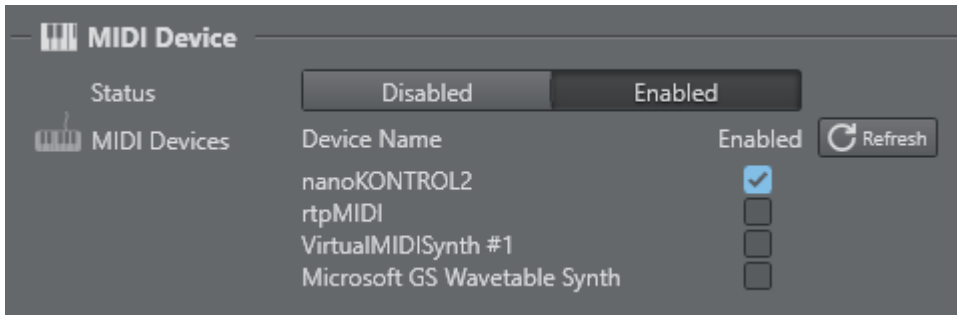 MIDI Device
Status Disabled Enabled
MIDI Devices Device Name Enabled Refresh
nanoKONTROL2
rtpMIDI
VirtualMIDISynth #1
Microsoft GS Wavetable Synth